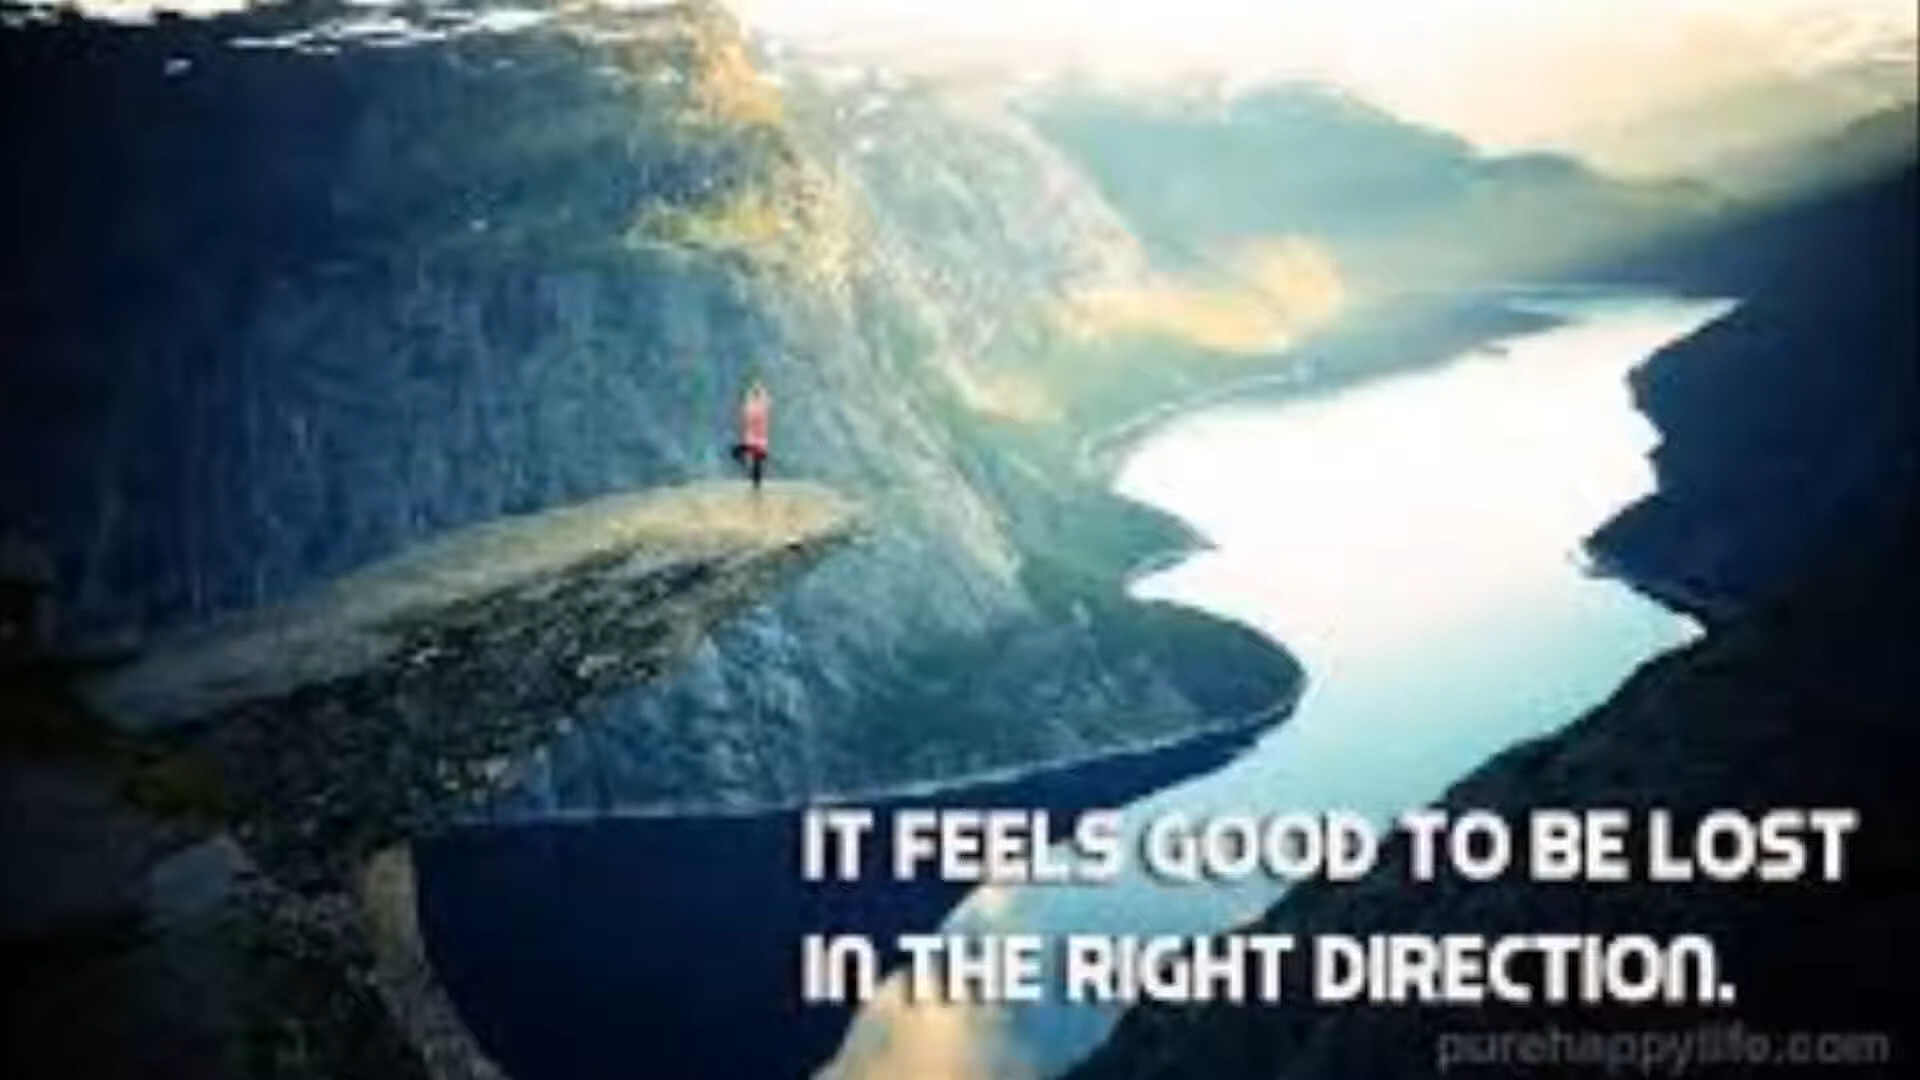 IT FEELS GOOD TO BE LOST
IN THE RIGHT DIRECTION.
purehappylife.com